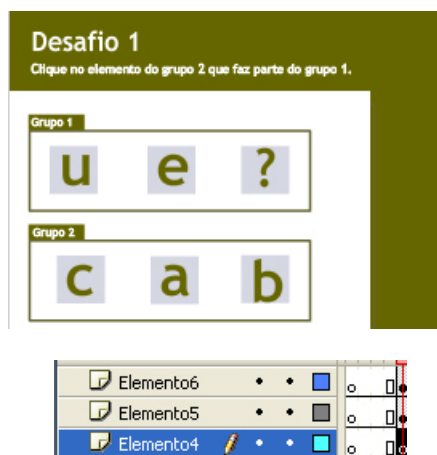 Desafio 1
Clique no elemento do grupo 2 que faz parte do grupo 1.
Grupo 1
u e ?
Grupo 2
c a b
Elemento6
Elemento5
Elemento4